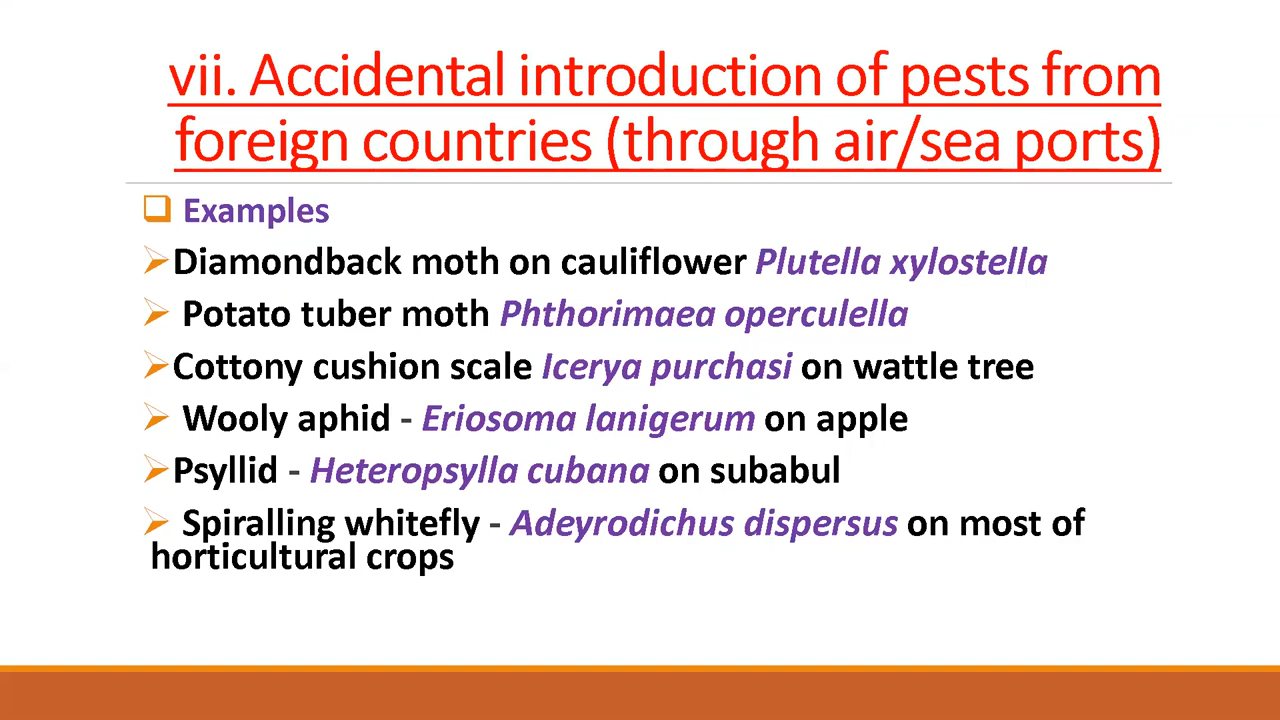 vii. Accidental introduction of pests from
foreign countries (through air/sea ports)
Examples
Diamondback moth on cauliflower Plutella xylostella
Potato tuber moth Phthorimaea operculella
Cottony cushion scale Icerya purchasi on wattle tree
Wooly aphid - Eriosoma lanigerum on apple
Psyllid - Heteropsylla cubana on subabul
Spiralling whitefly - Adeyrodichus dispersus on most of
horticultural crops